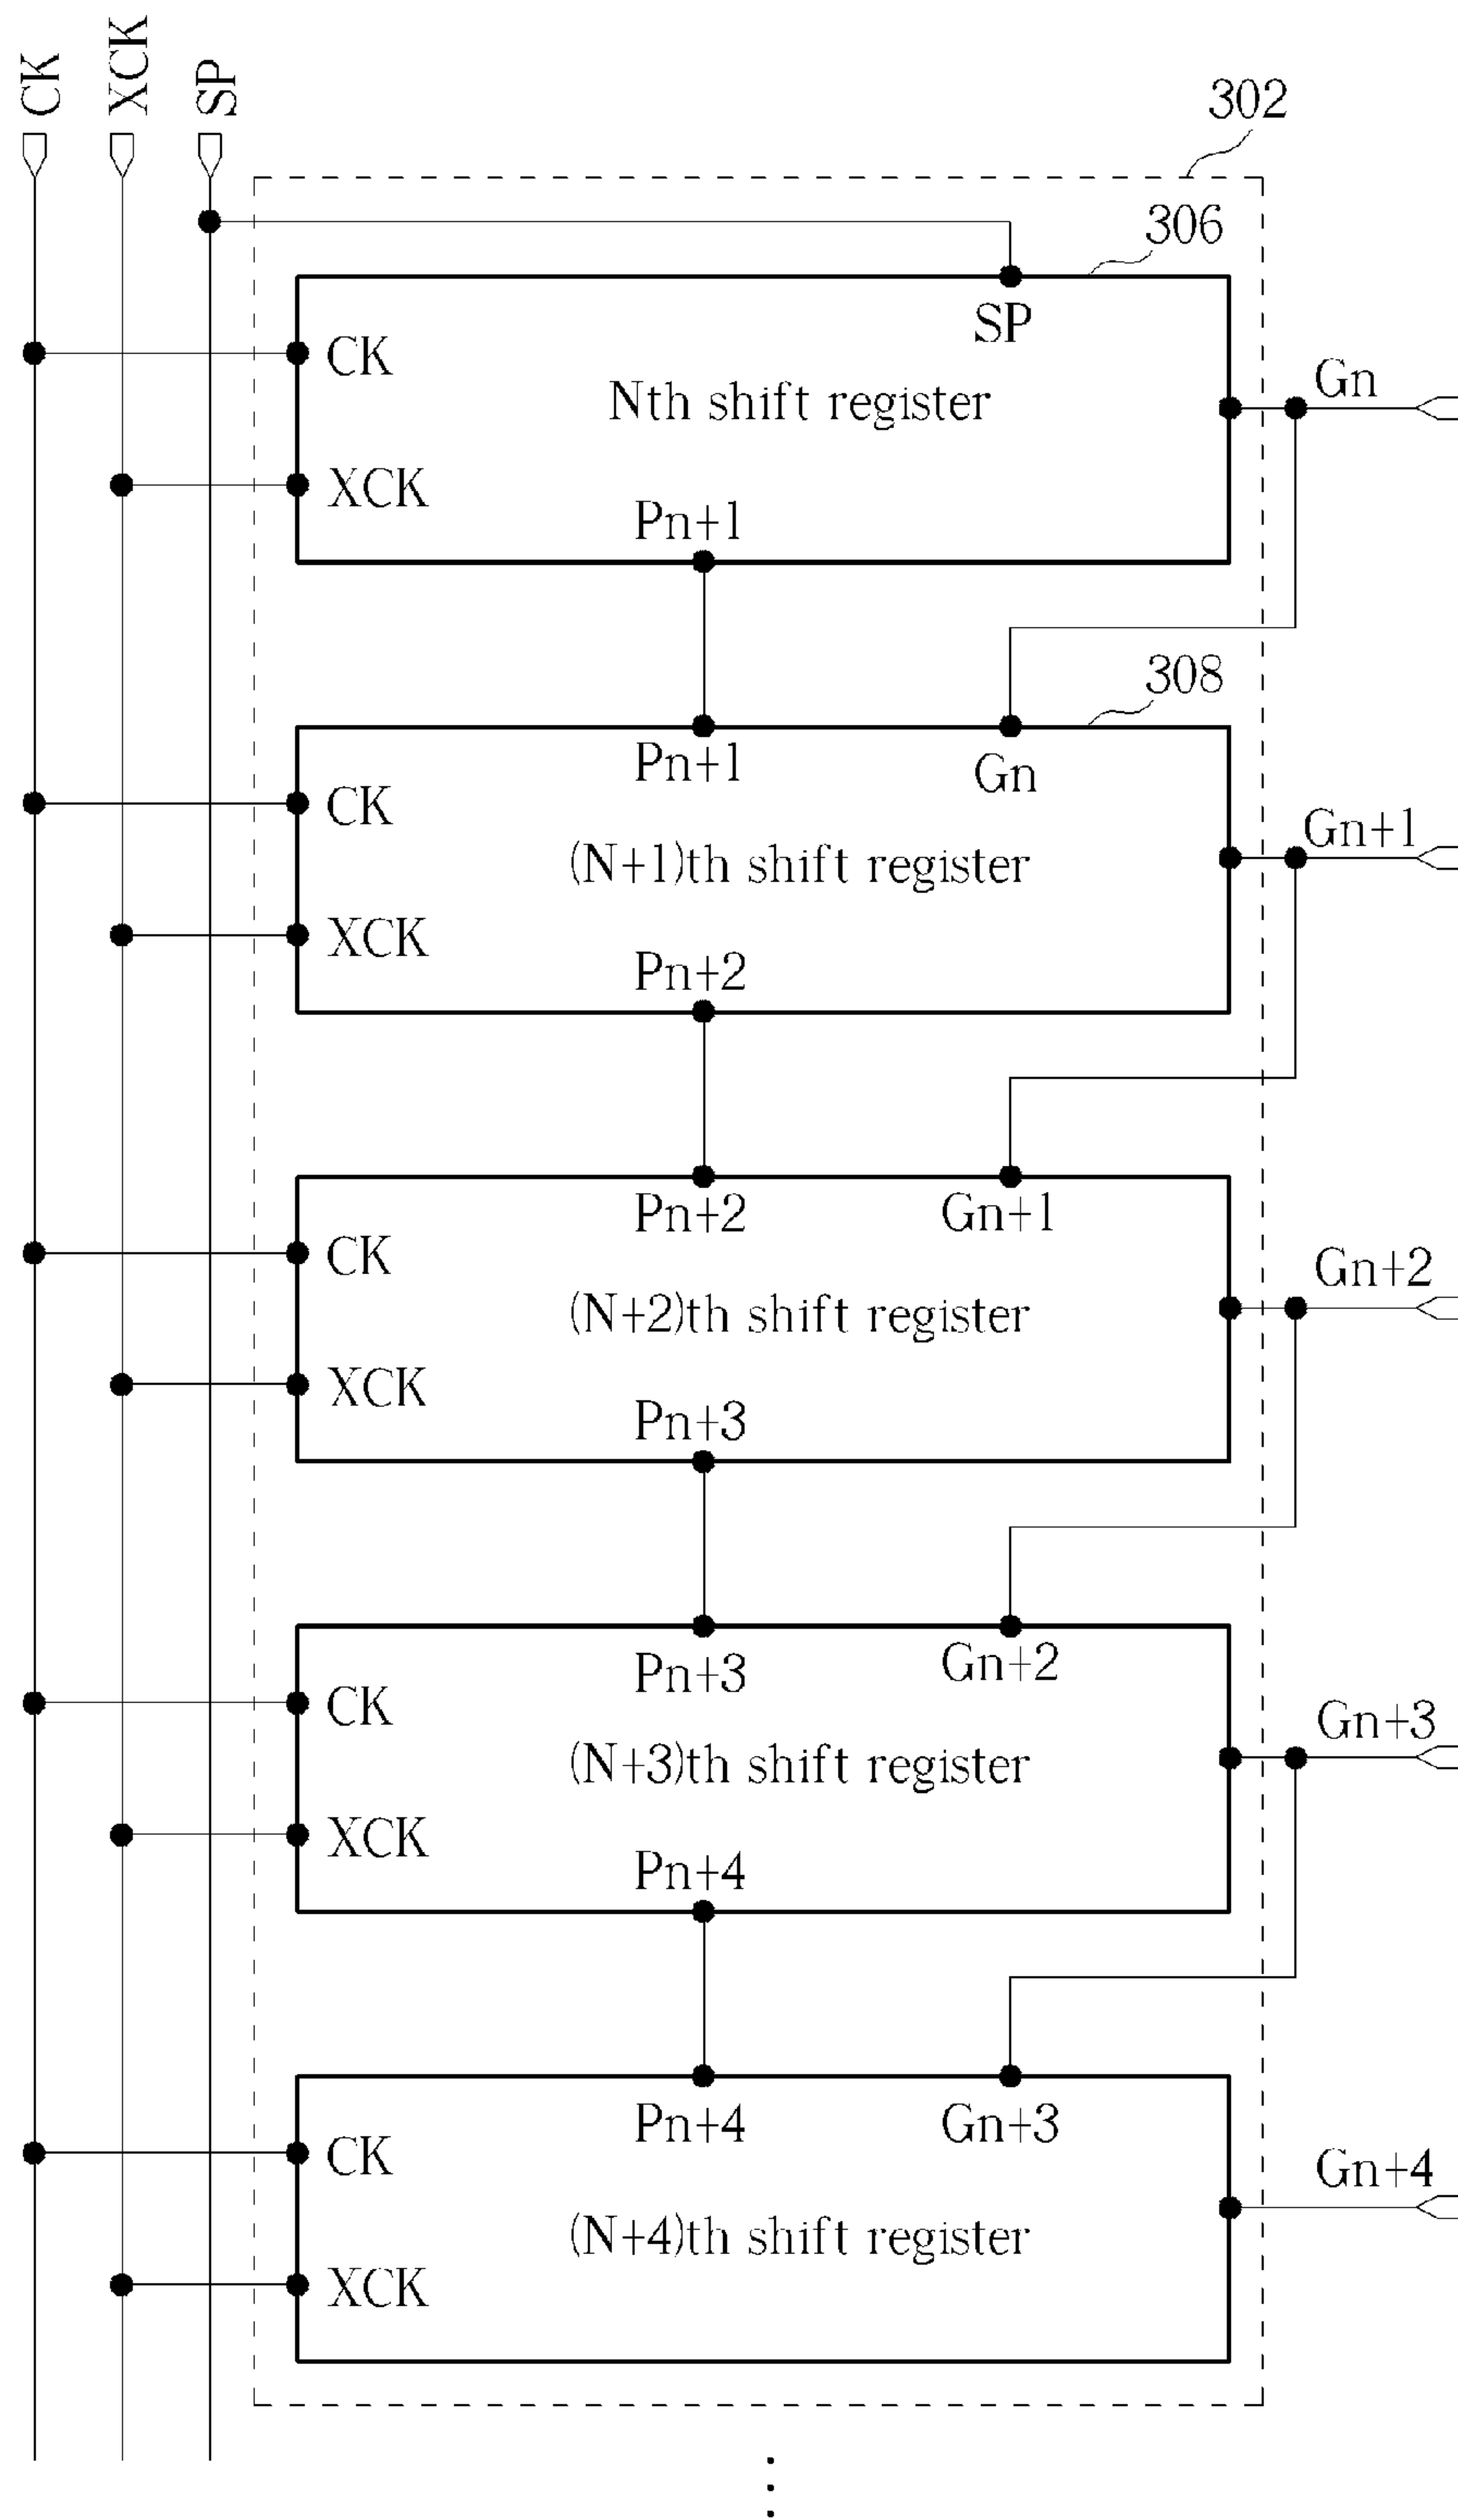 CK
XCK
SP
302
306
SP
CK
Nth shift register
Gn
XCK
Pn+1
308
Pn+1
Gn
CK
(N+1)th shift register
Gn+1
XCK
Pn+2
Pn+2
Gn+1
CK
(N+2)th shift register
Gn+2
XCK
Pn+3
Pn+3
Gn+2
CK
(N+3)th shift register
Gn+3
XCK
Pn+4
Pn+4
Gn+3
CK
(N+4)th shift register
Gn+4
XCK